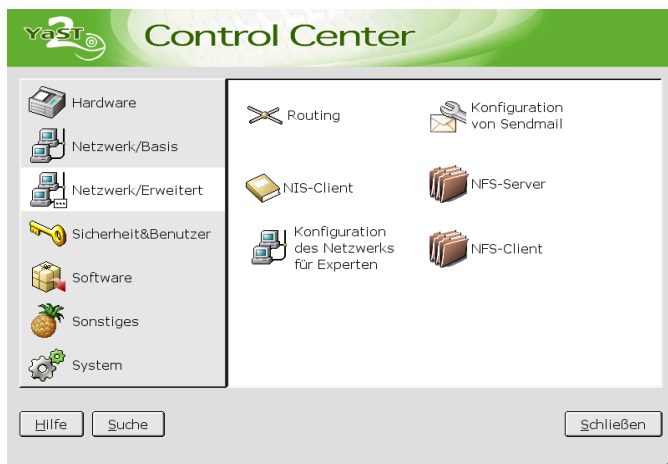 YaST2 Control Center
Hardware
Netzwerk/Basis
Netzwerk/Erweitert
Sicherheit&Benutzer
Software
Sonstiges
System
Routing
Konfiguration
von Sendmail
NIS-Client
NFS-Server
Konfiguration
des Netzwerks
für Experten
NFS-Client
Hilfe
Suche
Schließen